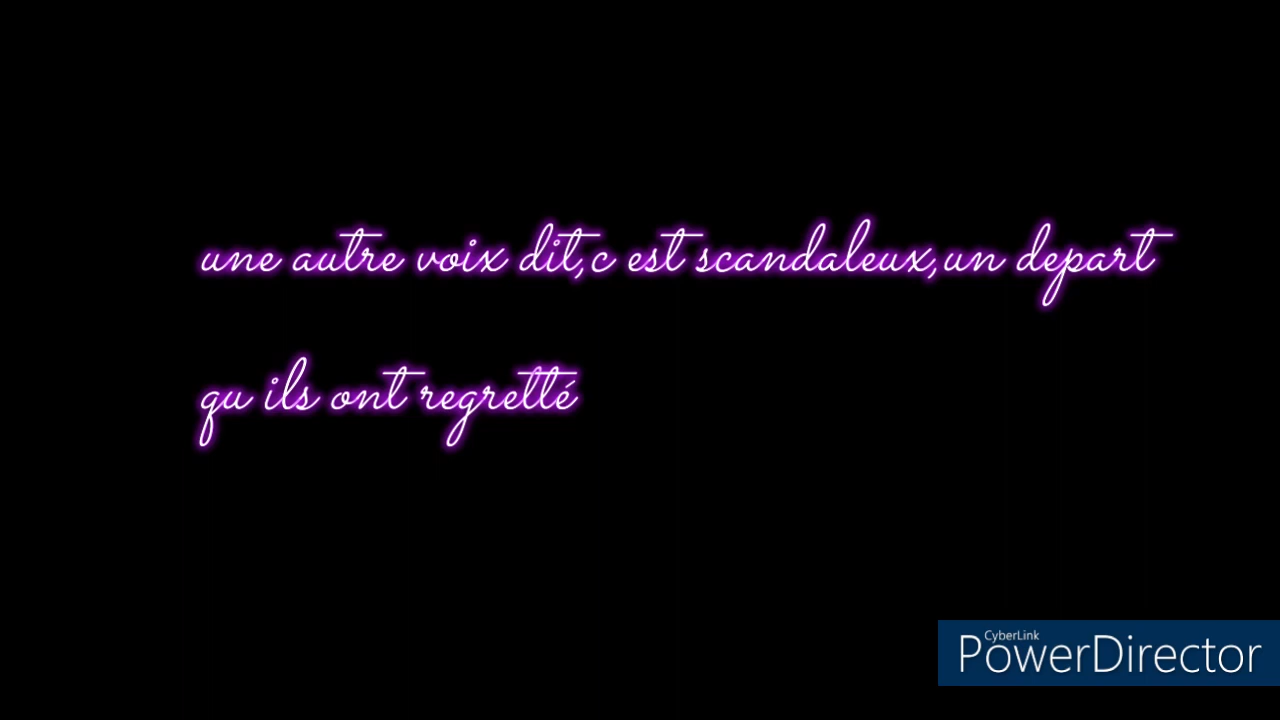 une autre voix dit,c est scandaleux,un depart
qu ils ont regretté
CyberLink
PowerDirector